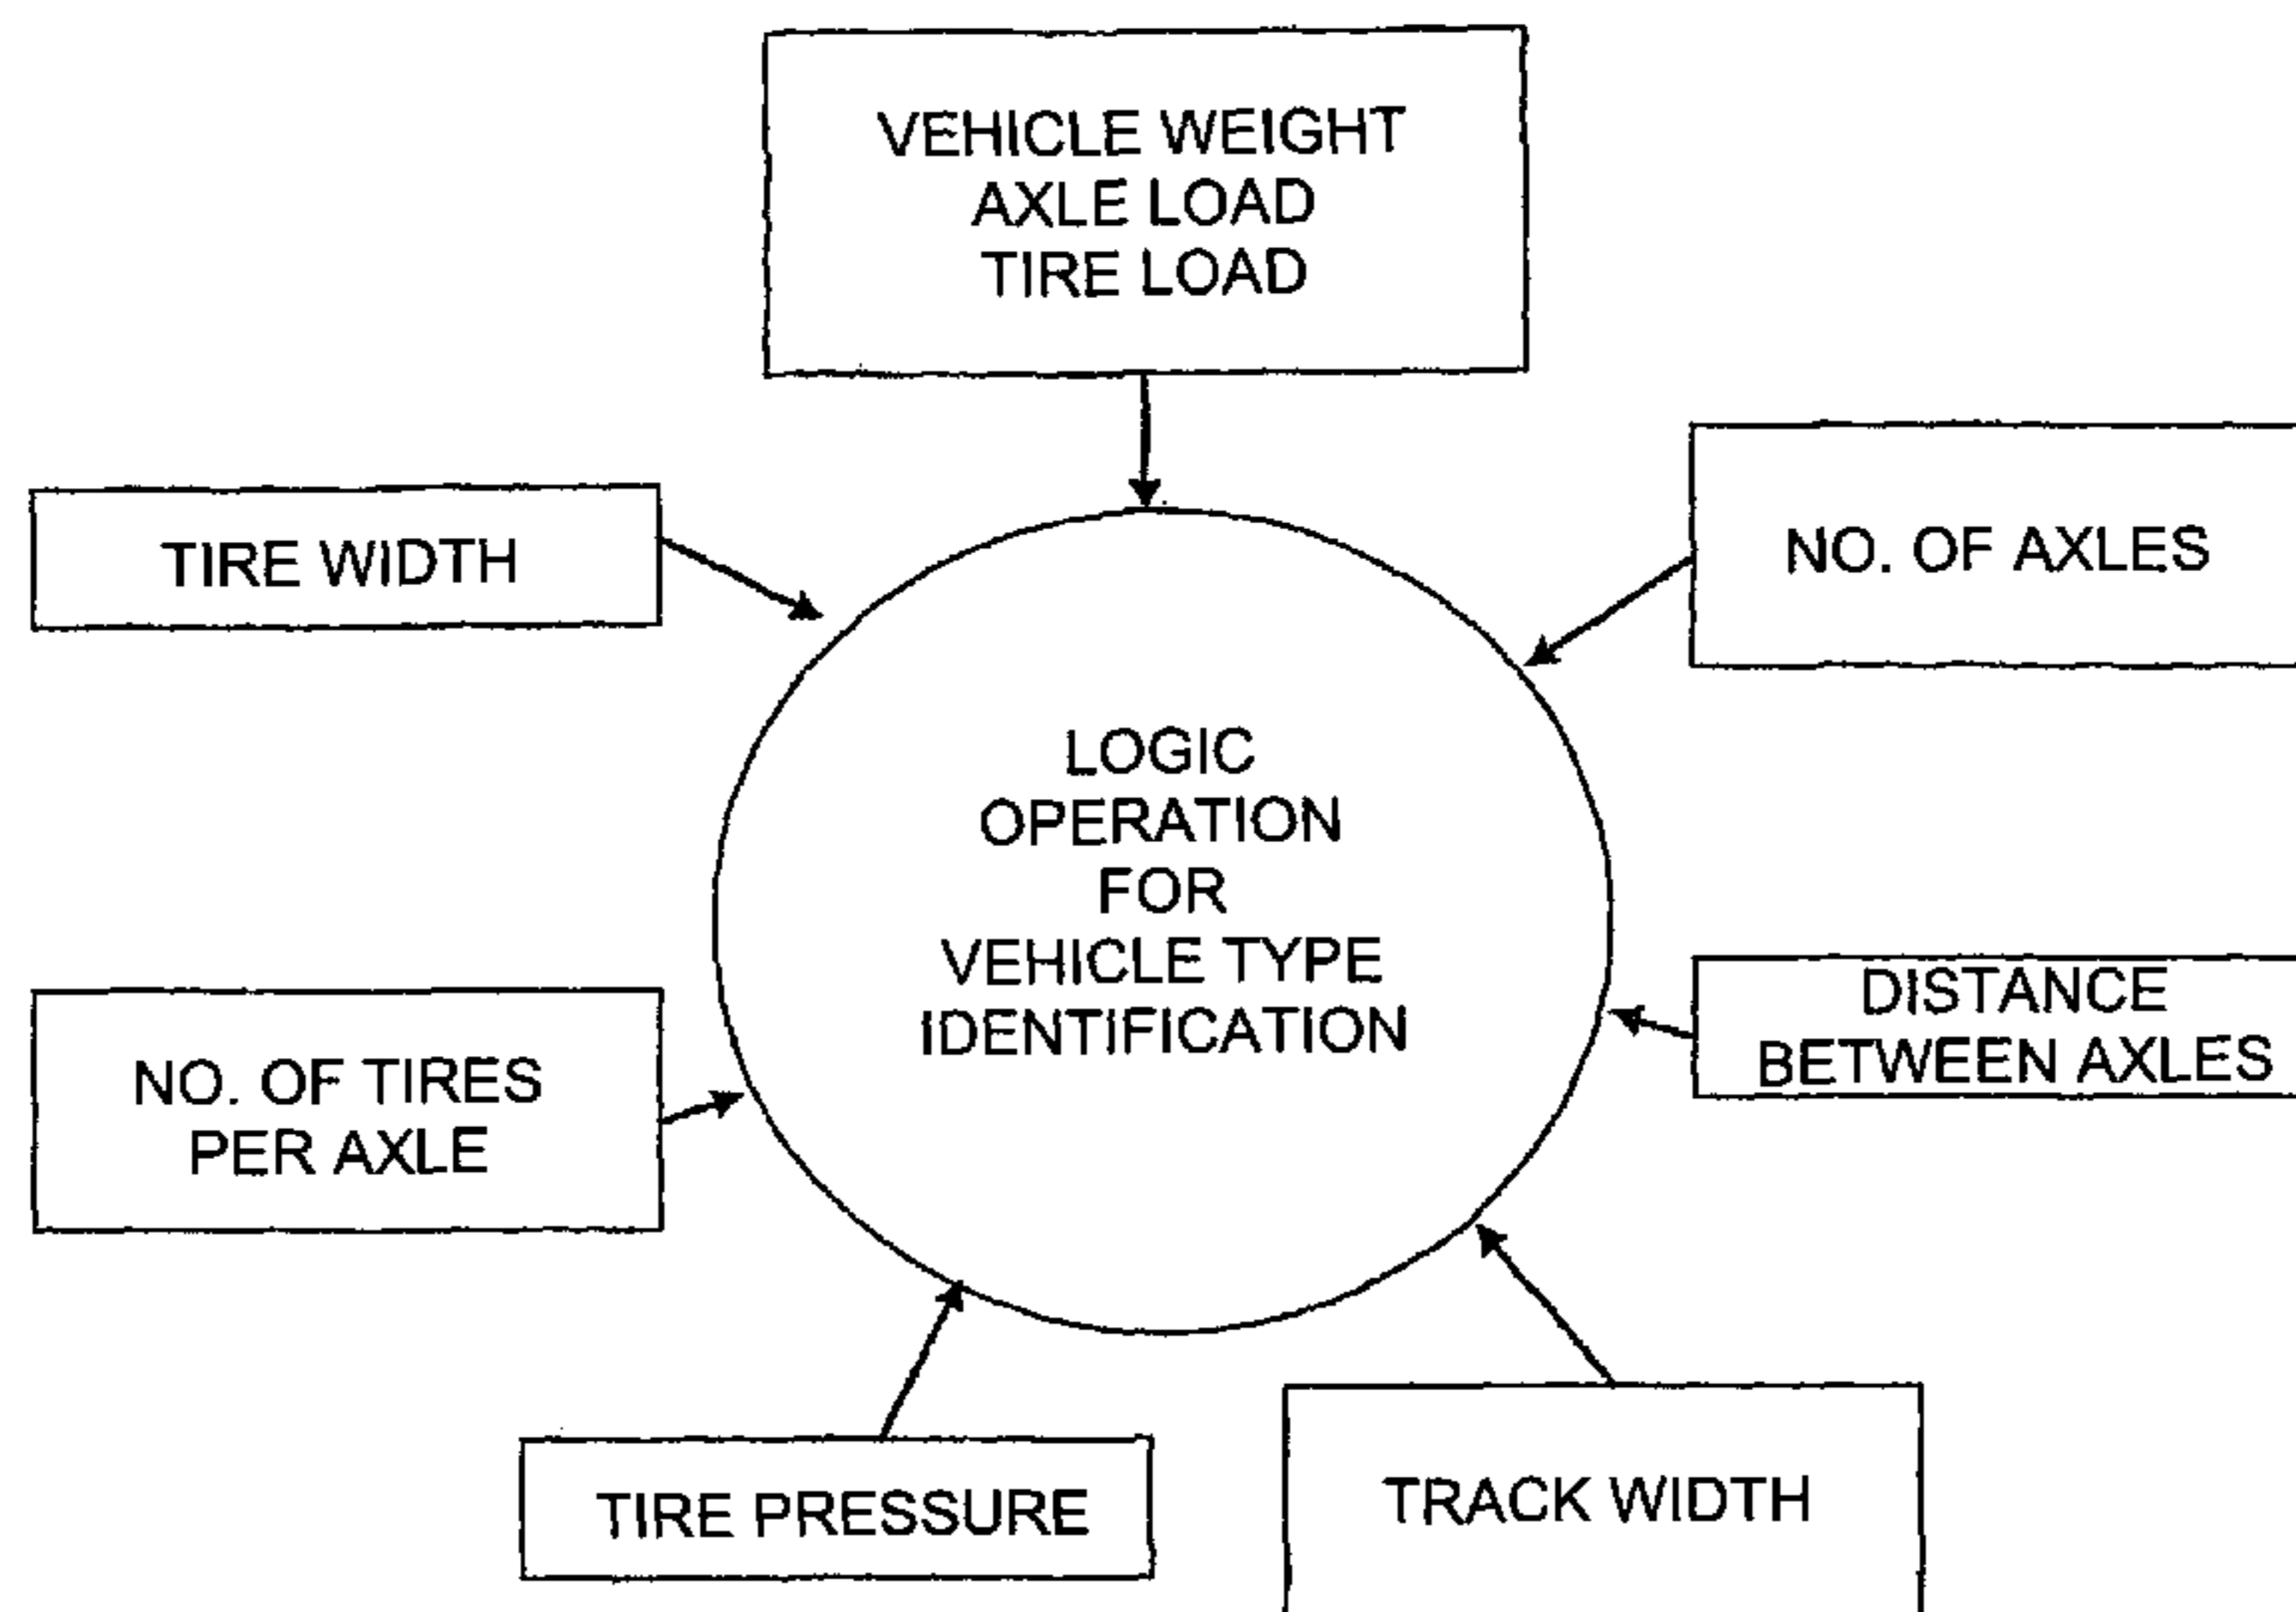 VEHICLE WEIGHT
AXLE LOAD
TIRE LOAD
TIRE WIDTH
NO. OF AXLES
LOGIC
OPERATION
FOR
VEHICLE TYPE
IDENTIFICATION
DISTANCE
BETWEEN AXLES
NO. OF TIRES
PER AXLE
TIRE PRESSURE
TRACK WIDTH